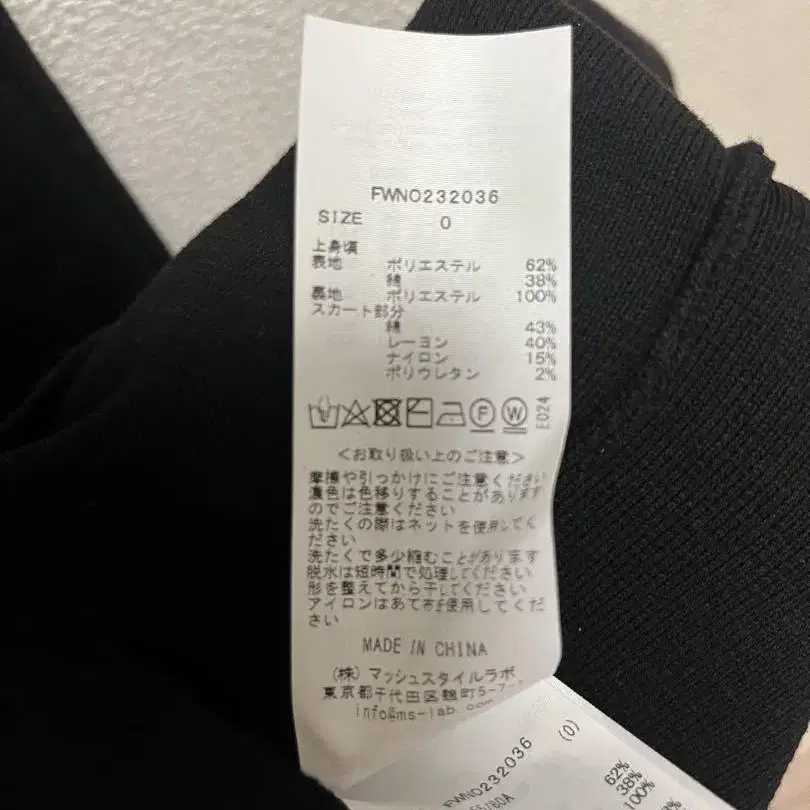 FWNO232036
SIZE 0
上身頃
表地 ポリエステル 62%
綿 38%
裏地 ポリエステル 100%
スカート部分
綿 43%
レーヨン 40%
ナイロン 15%
ポリウレタン 2%
F W E024
<お取り扱い上のご注意>
摩擦や引っかけにご注意ください
濃色は色移りすることがあります
のでご注意ください
洗たくの際はネットを使用してく
ださい
洗たくで多少縮むことがあります
脱水は短時間で処理してください
形を整えてから干してください
アイロンはあて布を使用してくだ
さい
MADE IN CHINA
(株) マッシュスタイルラボ
東京都千代田区麹町5-7-
info@ms-lab.
FWNO232036 (0)
62%
38%
100%